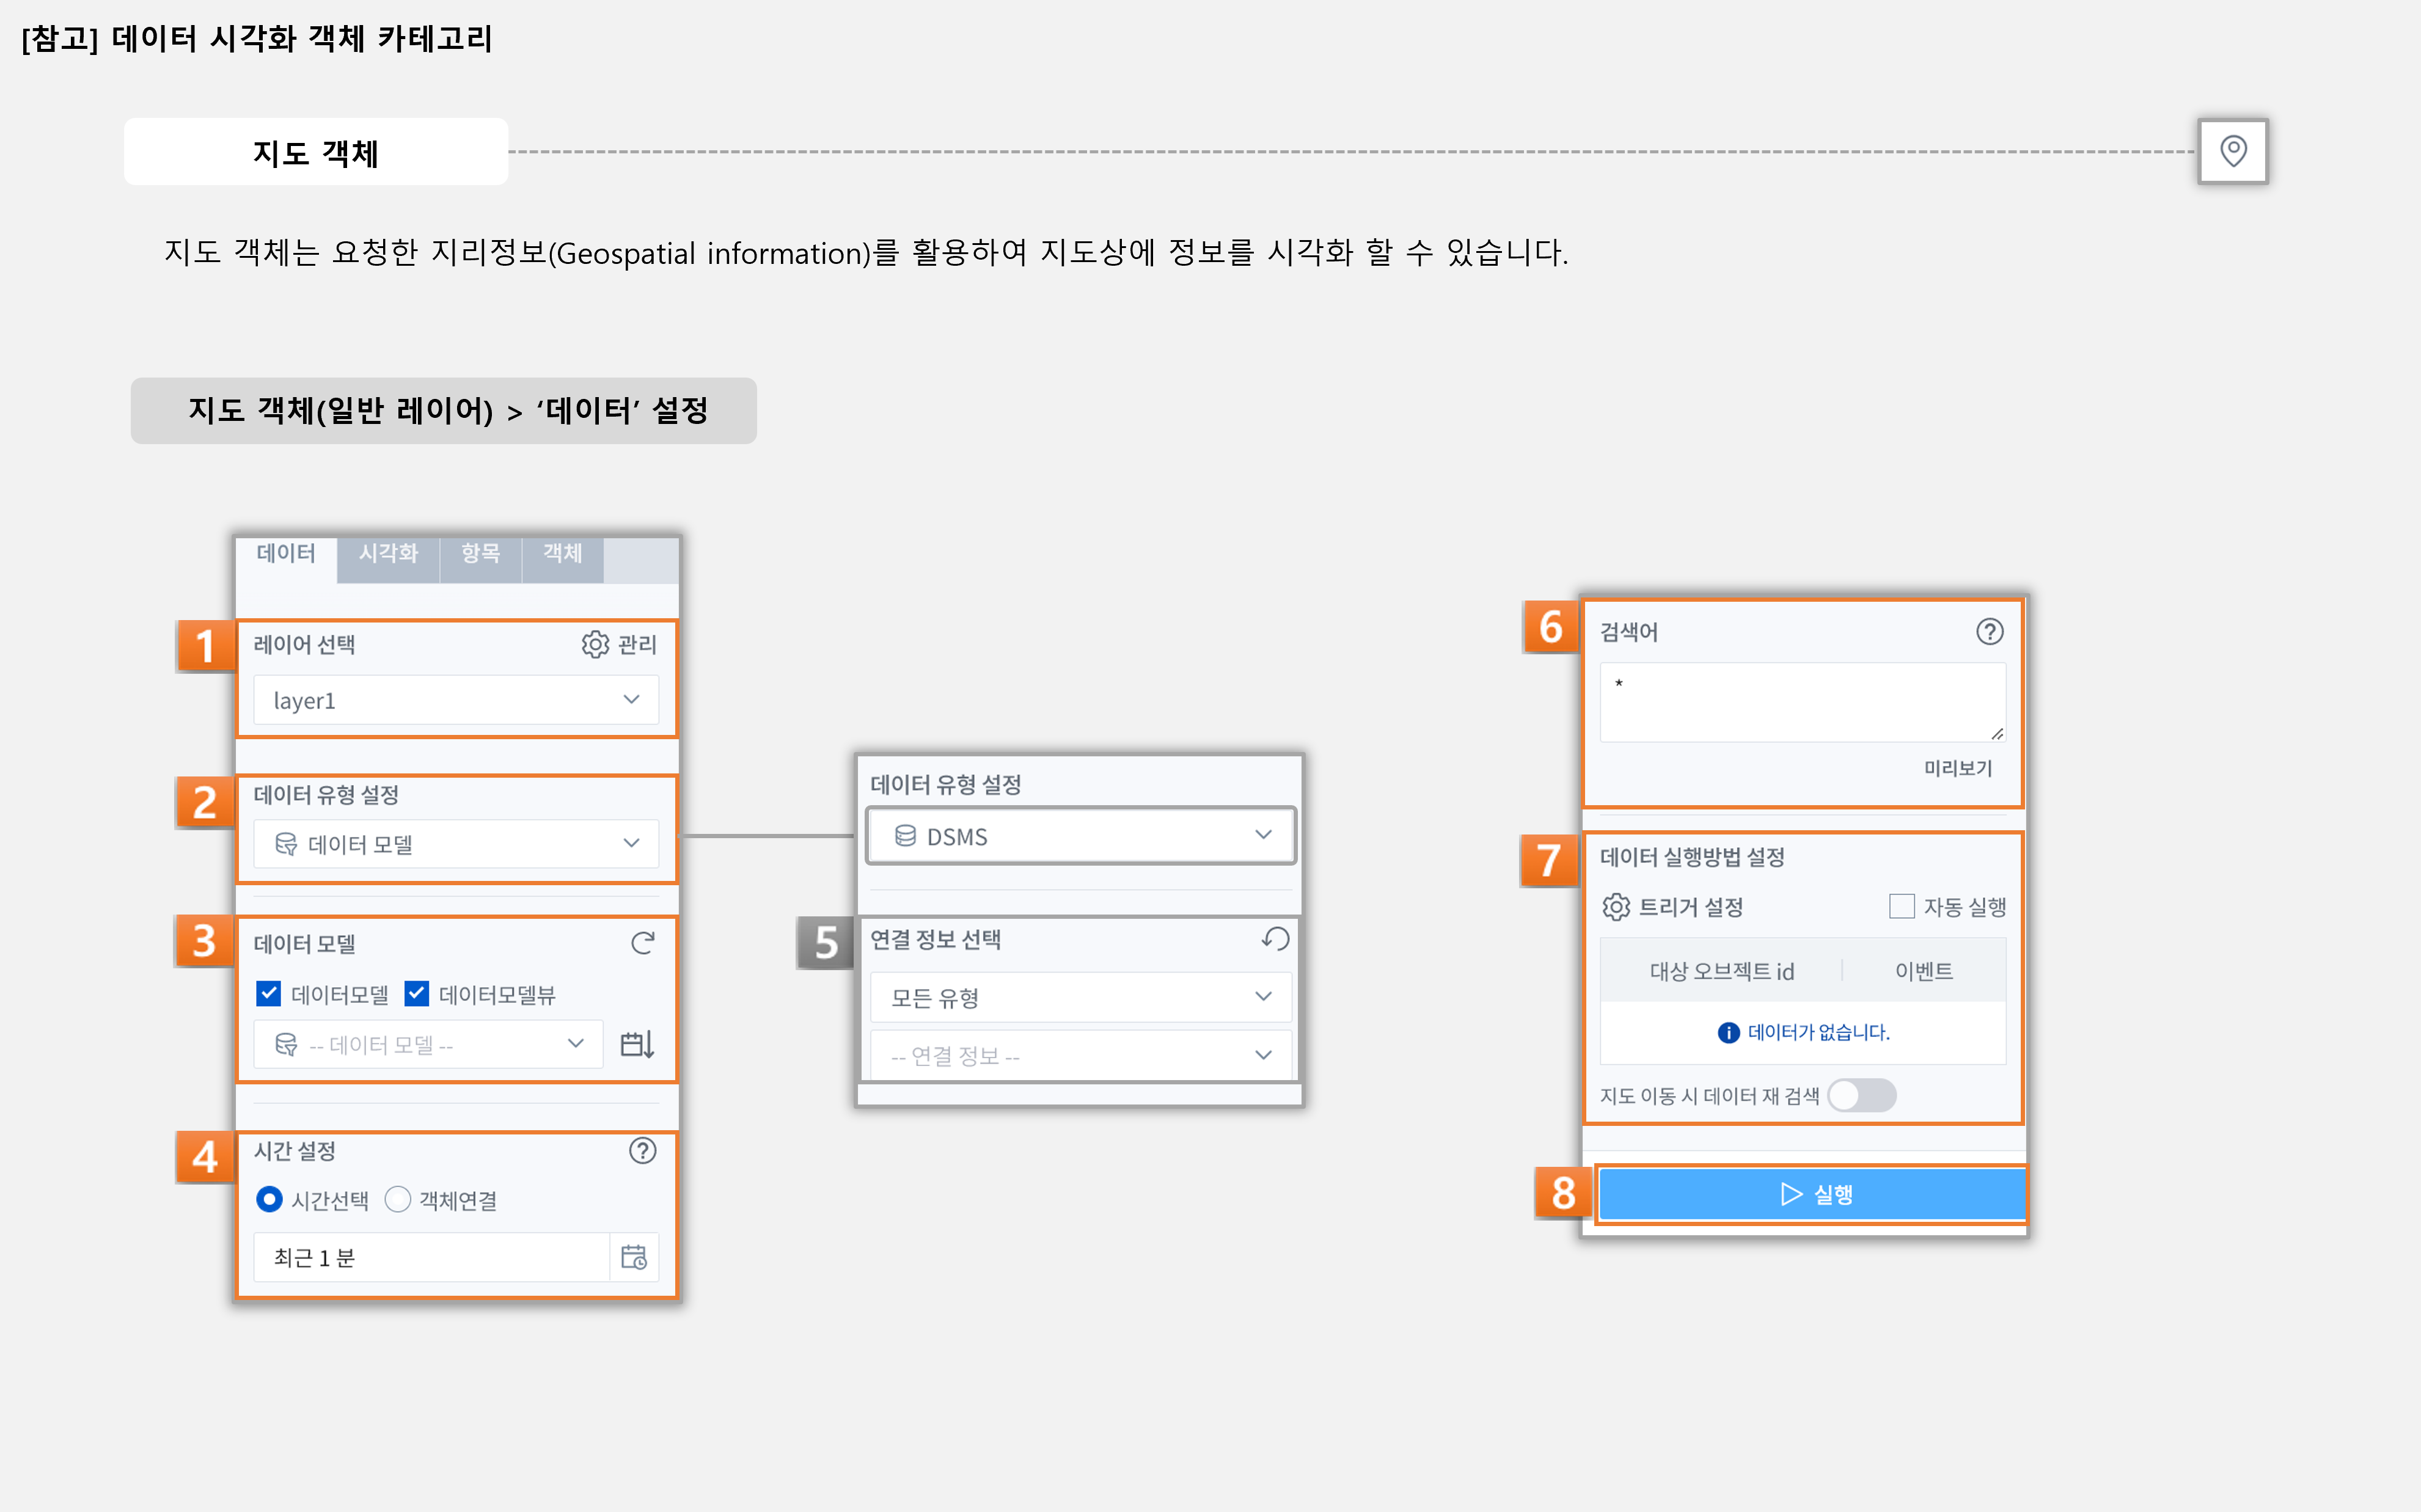 [참고] 데이터 시각화 객체 카테고리
지도 객체
지도 객체는 요청한 지리정보(Geospatial information)를 활용하여 지도상에 정보를 시각화 할 수 있습니다.
지도 객체(일반 레이어) > ‘데이터’ 설정
데이터 시각화 항목 객체
1
레이어 선택 관리
layer1
2
데이터 유형 설정
데이터 모델
3
데이터 모델
데이터모델 데이터모델뷰
-- 데이터 모델 --
4
시간 설정
시간선택 객체연결
최근 1 분
데이터 유형 설정
DSMS
5
연결 정보 선택
모든 유형
-- 연결 정보 --
6
검색어
*
미리보기
7
데이터 실행방법 설정
트리거 설정 자동 실행
대상 오브젝트 id 이벤트
데이터가 없습니다.
지도 이동 시 데이터 재 검색
8
실행